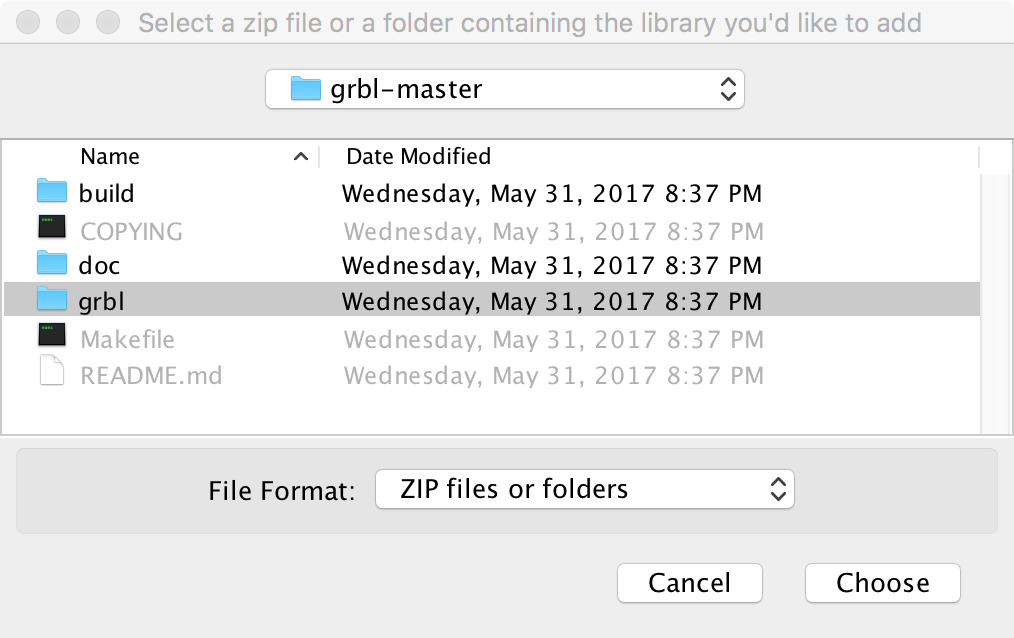 Select a zip file or a folder containing the library you'd like to add
grbl-master
Name Date Modified
build Wednesday, May 31, 2017 8:37 PM
COPYING Wednesday, May 31, 2017 8:37 PM
doc Wednesday, May 31, 2017 8:37 PM
grbl Wednesday, May 31, 2017 8:37 PM
Makefile Wednesday, May 31, 2017 8:37 PM
README.md Wednesday, May 31, 2017 8:37 PM
File Format: ZIP files or folders
Cancel Choose